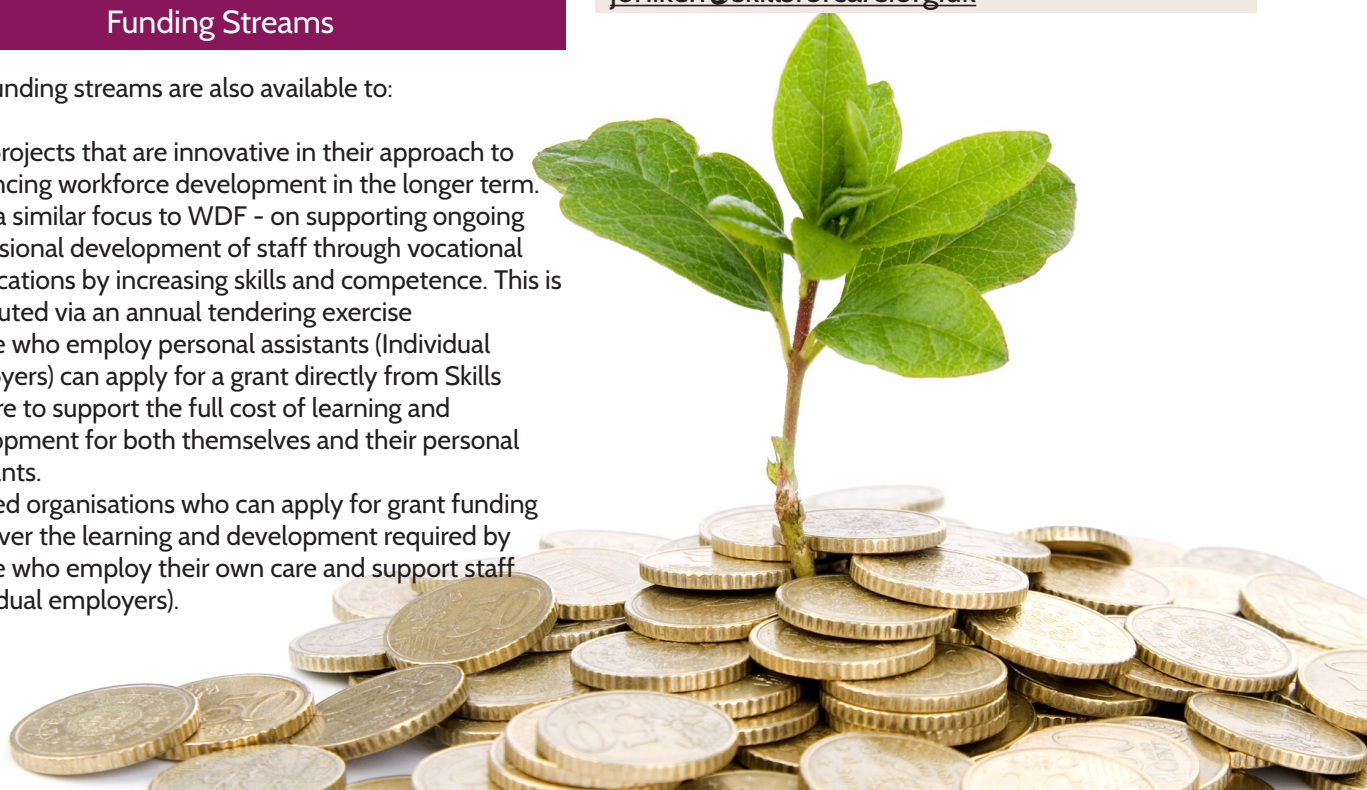 Funding Streams
unding streams are also available to:
rojects that are innovative in their approach to
ncing workforce development in the longer term.
a similar focus to WDF - on supporting ongoing
sional development of staff through vocational
cations by increasing skills and competence. This is
uted via an annual tendering exercise
e who employ personal assistants (Individual
yers) can apply for a grant directly from Skills
re to support the full cost of learning and
opment for both themselves and their personal
nts.
ed organisations who can apply for grant funding
ver the learning and development required by
e who employ their own care and support staff
dual employers).